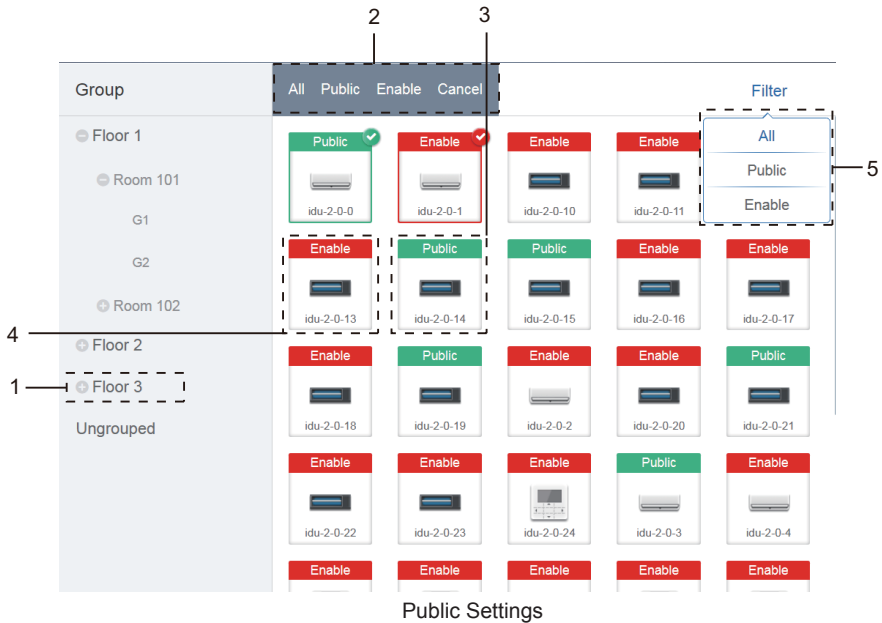 2
3
Group
All Public Enable Cancel
Filter
All
Public
Enable
5
Floor 1
Room 101
G1
G2
Room 102
Floor 2
1
Floor 3
Ungrouped
4
Public
idu-2-0-0
Enable
idu-2-0-1
Enable
idu-2-0-10
Enable
idu-2-0-11
Enable
idu-2-0-13
Public
idu-2-0-14
Public
idu-2-0-15
Enable
idu-2-0-16
Enable
idu-2-0-17
Enable
idu-2-0-18
Public
idu-2-0-19
Enable
idu-2-0-2
Enable
idu-2-0-20
Public
idu-2-0-21
Enable
idu-2-0-22
Enable
idu-2-0-23
Enable
idu-2-0-24
Public
idu-2-0-3
Enable
idu-2-0-4
Enable
Enable
Enable
Enable
Enable
Public Settings